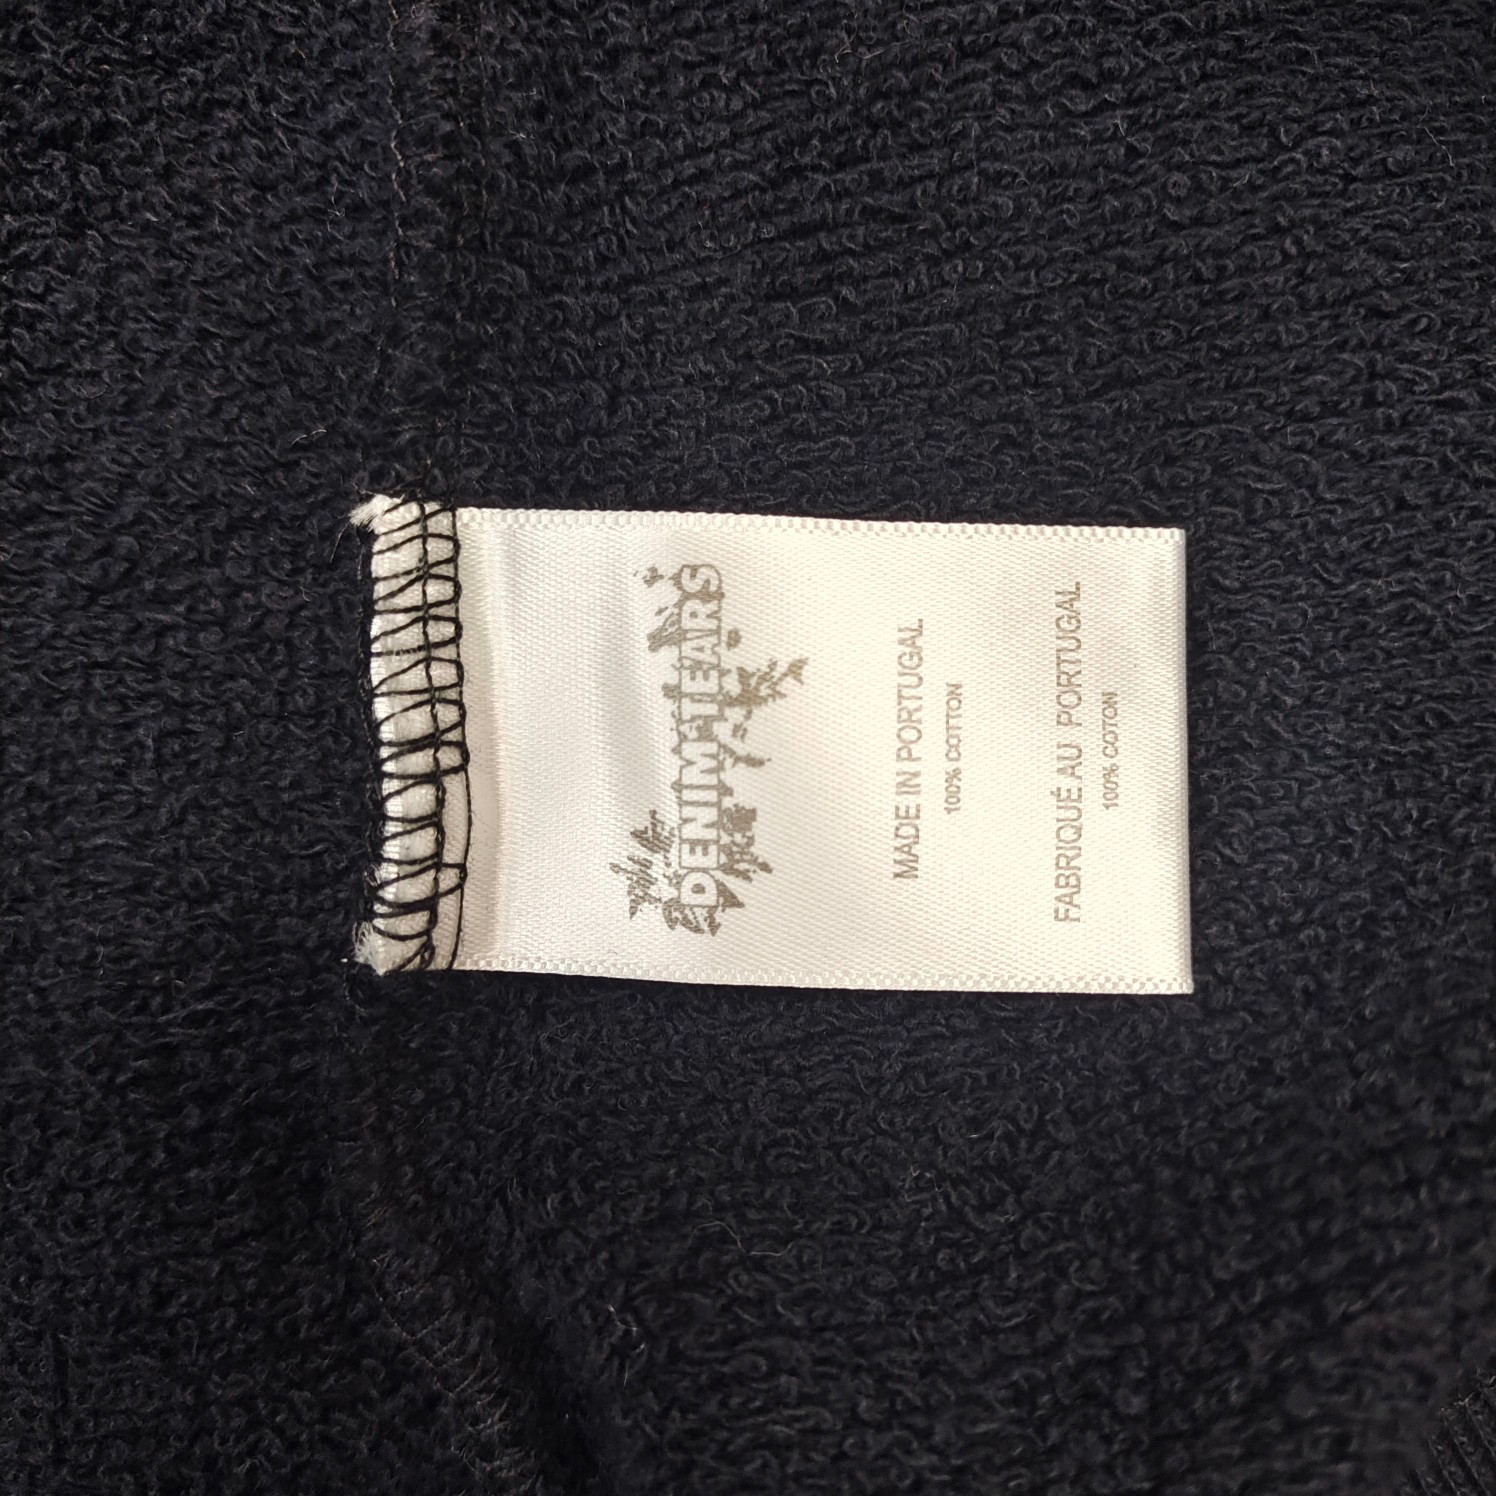 DENIM TEARS
MADE IN PORTUGAL
100% COTTON
FABRIQUÉ AU PORTUGAL
100% COTON